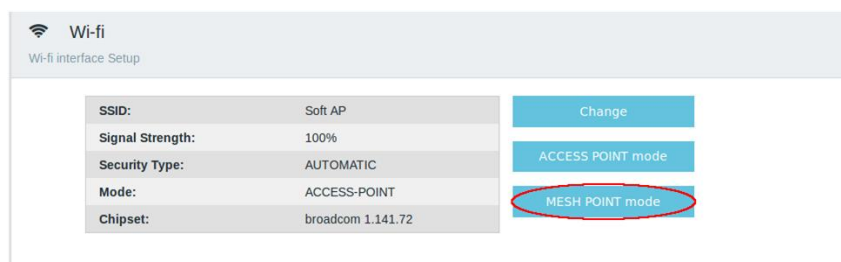 Wi-fi
Wi-fi interface Setup
SSID: Soft AP
Signal Strength: 100%
Security Type: AUTOMATIC
Mode: ACCESS-POINT
Chipset: broadcom 1.141.72
Change
ACCESS POINT mode
MESH POINT mode